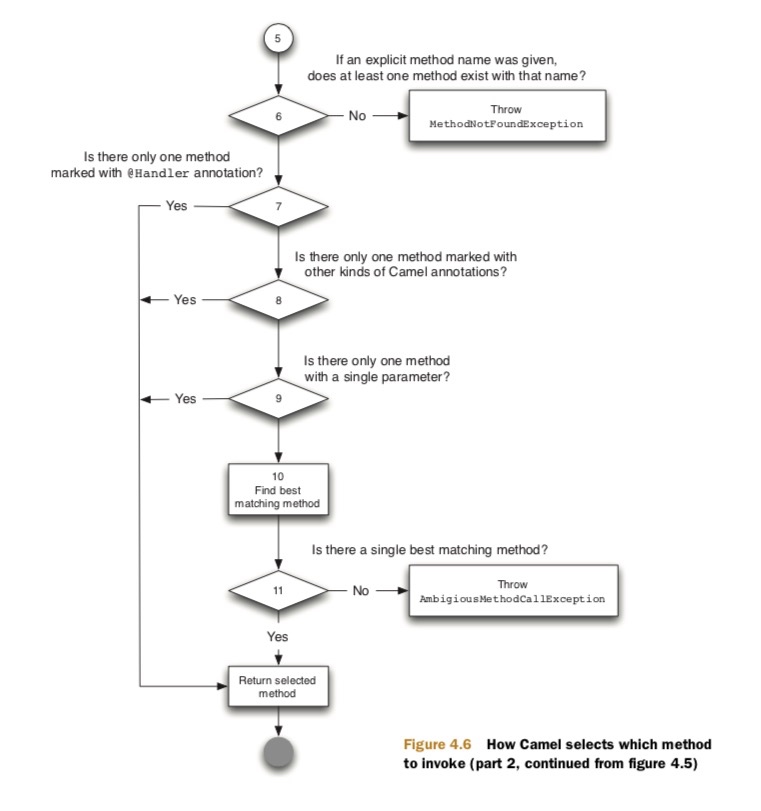 5
If an explicit method name was given,
does at least one method exist with that name?
6
No
Throw
MethodNotFoundException
Is there only one method
marked with @Handler annotation?
Yes
7
Is there only one method marked with
other kinds of Camel annotations?
Yes
8
Is there only one method
with a single parameter?
Yes
9
10
Find best
matching method
Is there a single best matching method?
11
No
Throw
AmbigiousMethodCallException
Yes
Return selected
method
Figure 4.6 How Camel selects which method
to invoke (part 2, continued from figure 4.5)